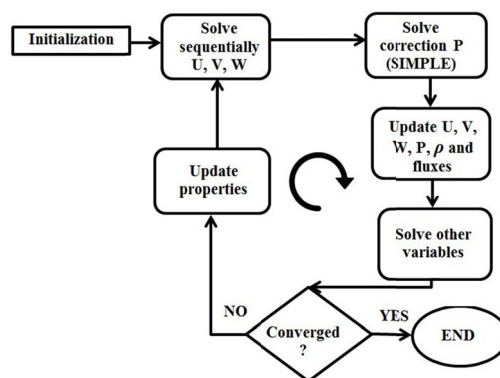 Initialization
Solve
sequentially
U, V, W
Solve
correction P
(SIMPLE)
Update U, V,
W, P, ρ and
fluxes
Update
properties
Solve other
variables
NO
Converged
?
YES
END